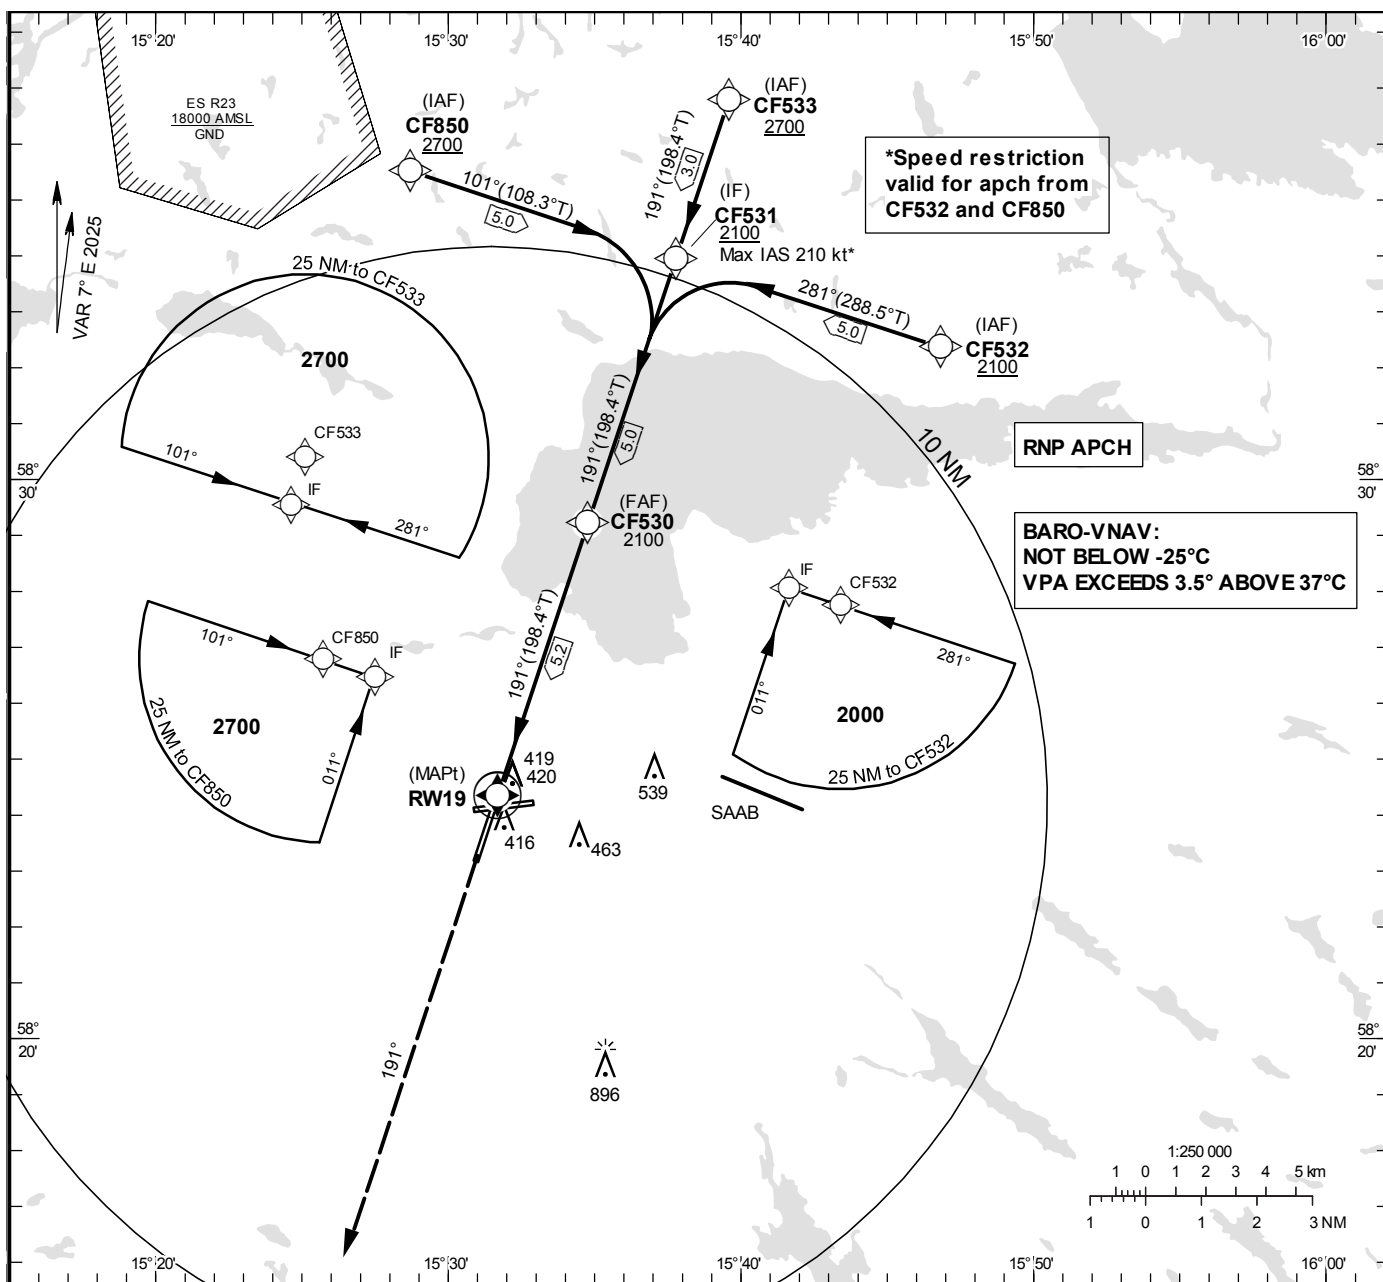 15°20'
15°30'
15°40'
15°50'
16°00'
ES R23
18000 AMSL
GND
(IAF)
CF850
2700
(IAF)
CF533
2700
*Speed restriction
valid for apch from
CF532 and CF850
101°(108.3°T)
5.0
191°(198.4°T)
3.0
(IF)
CF531
2100
Max IAS 210 kt*
VAR 7° E 2025
25 NM to CF533
2700
281°(288.5°T)
5.0
(IAF)
CF532
2100
CF533
101°
IF
281°
191°(198.4°T)
5.0
10 NM
RNP APCH
58°
30'
58°
30'
(FAF)
CF530
2100
BARO-VNAV:
NOT BELOW -25°C
VPA EXCEEDS 3.5° ABOVE 37°C
IF
CF532
281°
011°
2000
25 NM to CF532
101°
CF850
IF
011°
2700
25 NM to CF850
191°(198.4°T)
5.2
(MAPt)
RW19
419
420
539
SAAB
416
463
191°
58°
20'
58°
20'
896
1:250 000
1 0 1 2 3 4 5 km
1 0 1 2 3 NM
15°20'
15°30'
15°40'
15°50'
16°00'